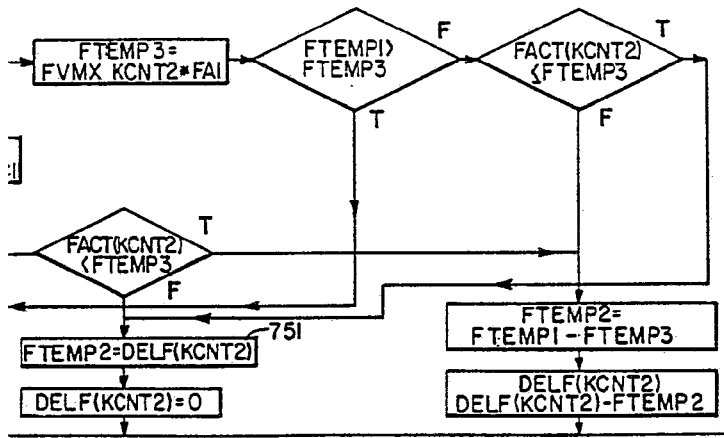 FTEMP3=
FVMX KCNT2*FA1
FTEMP1>
FTEMP3
F
T
FACT(KCNT2)
≤FTEMP3
T
F
FACT(KCNT2)
<FTEMP3
T
F
751
FTEMP2=DELF(KCNT2)
DELF(KCNT2)=0
FTEMP2=
FTEMP1-FTEMP3
DELF(KCNT2)
DELF(KCNT2)-FTEMP2